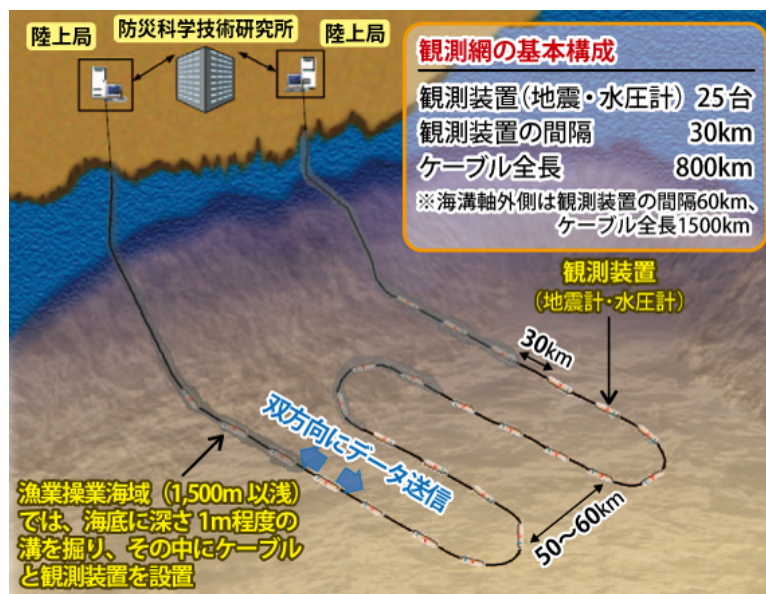 陸上局
防災科学技術研究所
陸上局
観測網の基本構成
観測装置(地震・水圧計) 25台
観測装置の間隔 30km
ケーブル全長 800km
※海溝軸外側は観測装置の間隔60km、
ケーブル全長1500km
観測装置
(地震計・水圧計)
30km
双方向にデータ送信
50～60km
漁業操業海域(1,500m以浅)
では、海底に深さ1m程度の
溝を掘り、その中にケーブル
と観測装置を設置